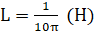 L = 1/10π (H)